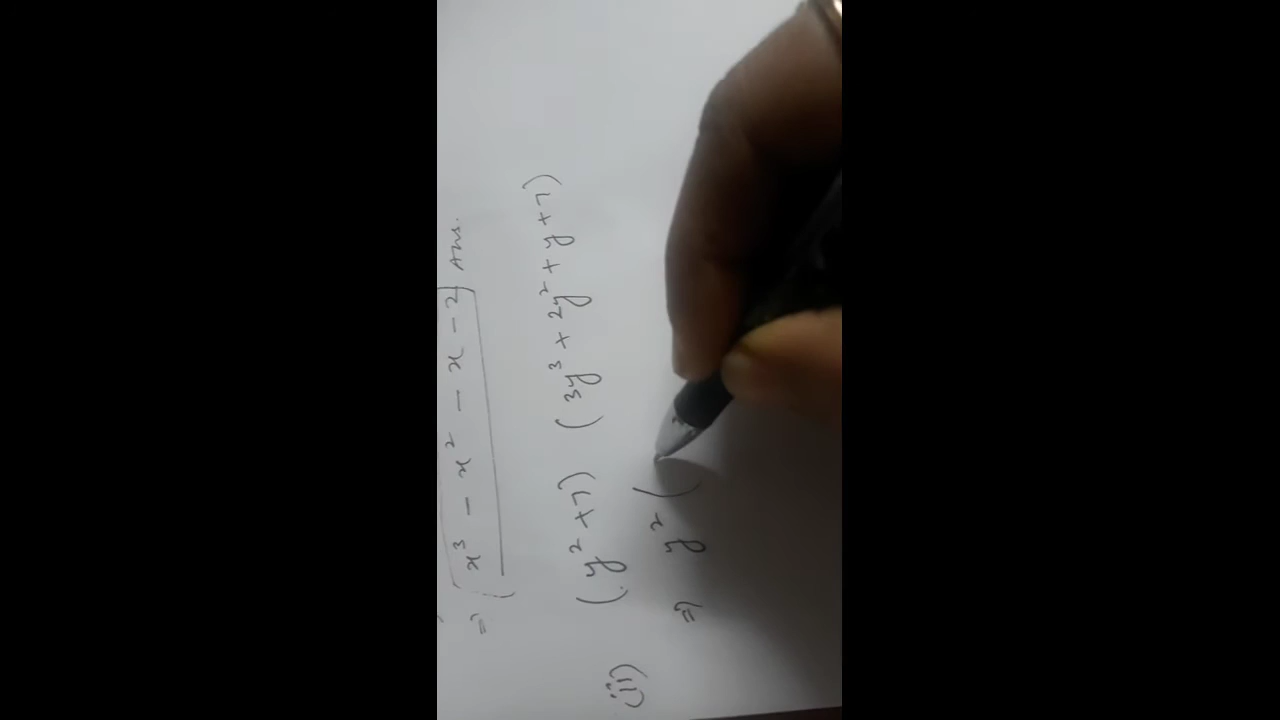 =) x³ - x² - x - 2 Ans.
(ii) (y² + 7) (3y³ + 2y² + y + 7)
=) y² (